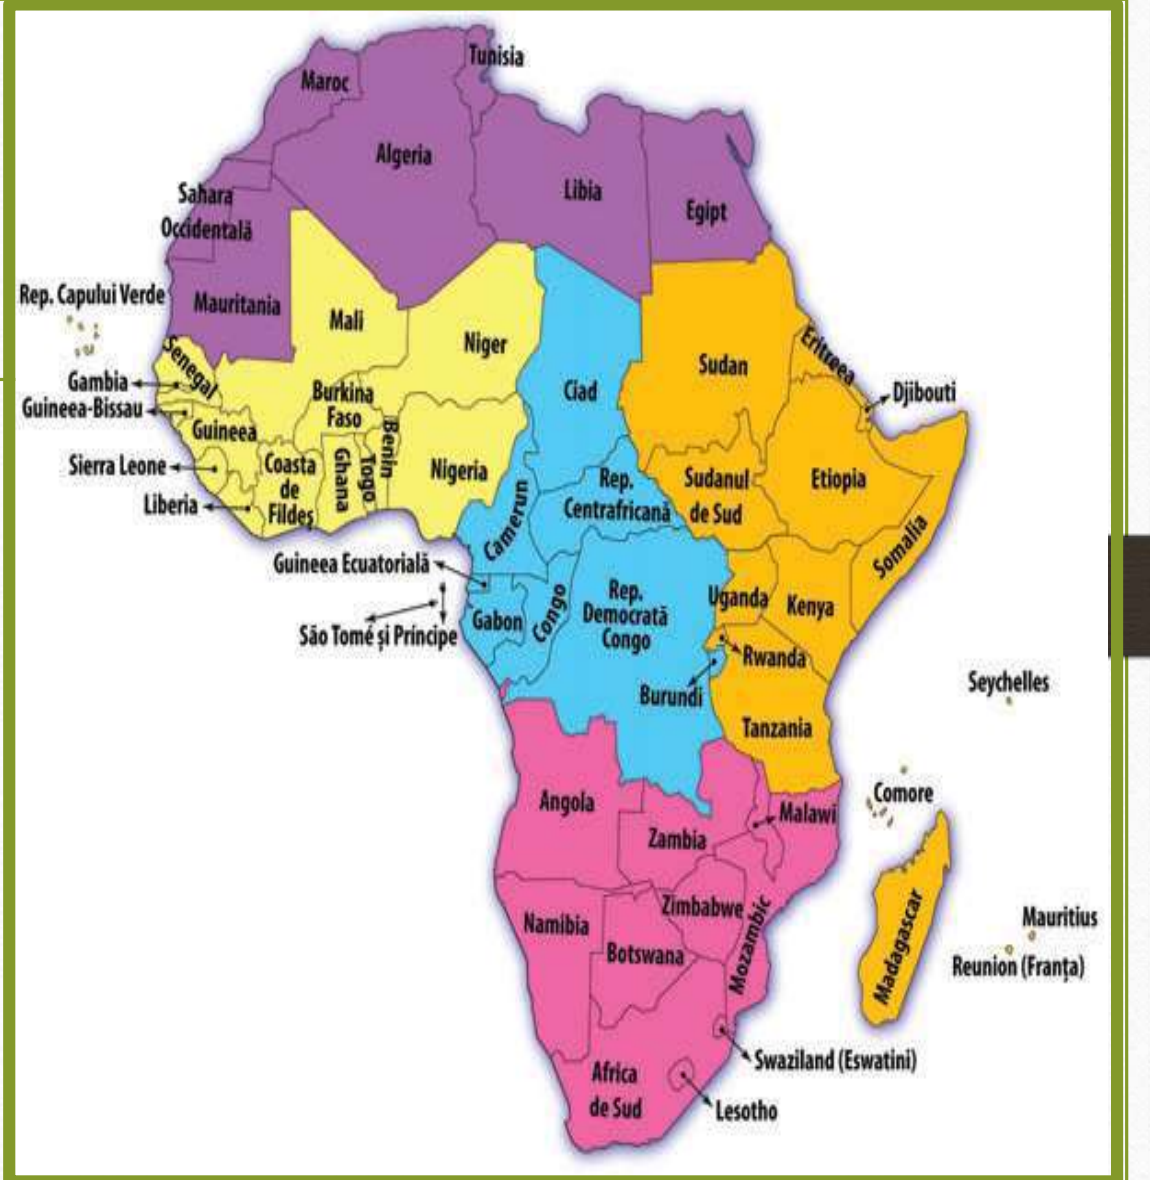 Tunisia
Maroc
Algeria
Libia
Egipt
Sahara
Occidentală
Mauritania
Rep. Capului Verde
Mali
Niger
Ciad
Sudan
Eritreea
Djibouti
Senegal
Gambia
Guineea-Bissau
Guineea
Burkina
Faso
Benin
Sierra Leone
Coasta
de
Fildeș
Ghana
Togo
Nigeria
Liberia
Camerun
Rep.
Centrafricană
Sudanul
de Sud
Etiopia
Somalia
Guineea Ecuatorială
São Tomé și Príncipe
Gabon
Congo
Rep.
Democrată
Congo
Uganda
Kenya
Rwanda
Burundi
Tanzania
Seychelles
Comore
Angola
Zambia
Malawi
Namibia
Botswana
Zimbabwe
Mozambic
Madagascar
Mauritius
Reunion (Franța)
Swaziland (Eswatini)
Africa
de Sud
Lesotho